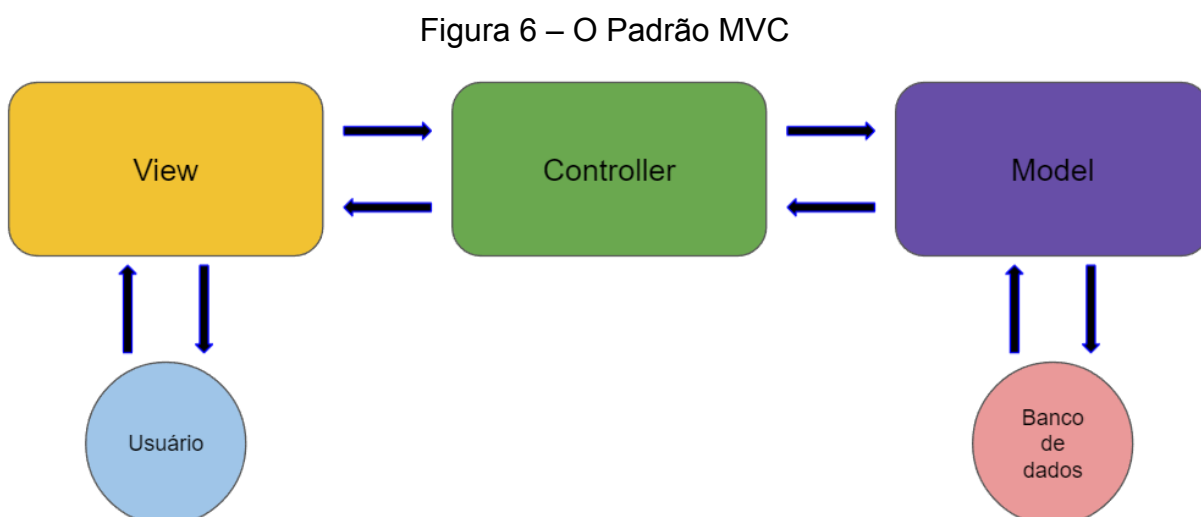 Figura 6 – O Padrão MVC
View
Controller
Model
Usuário
Banco
de
dados